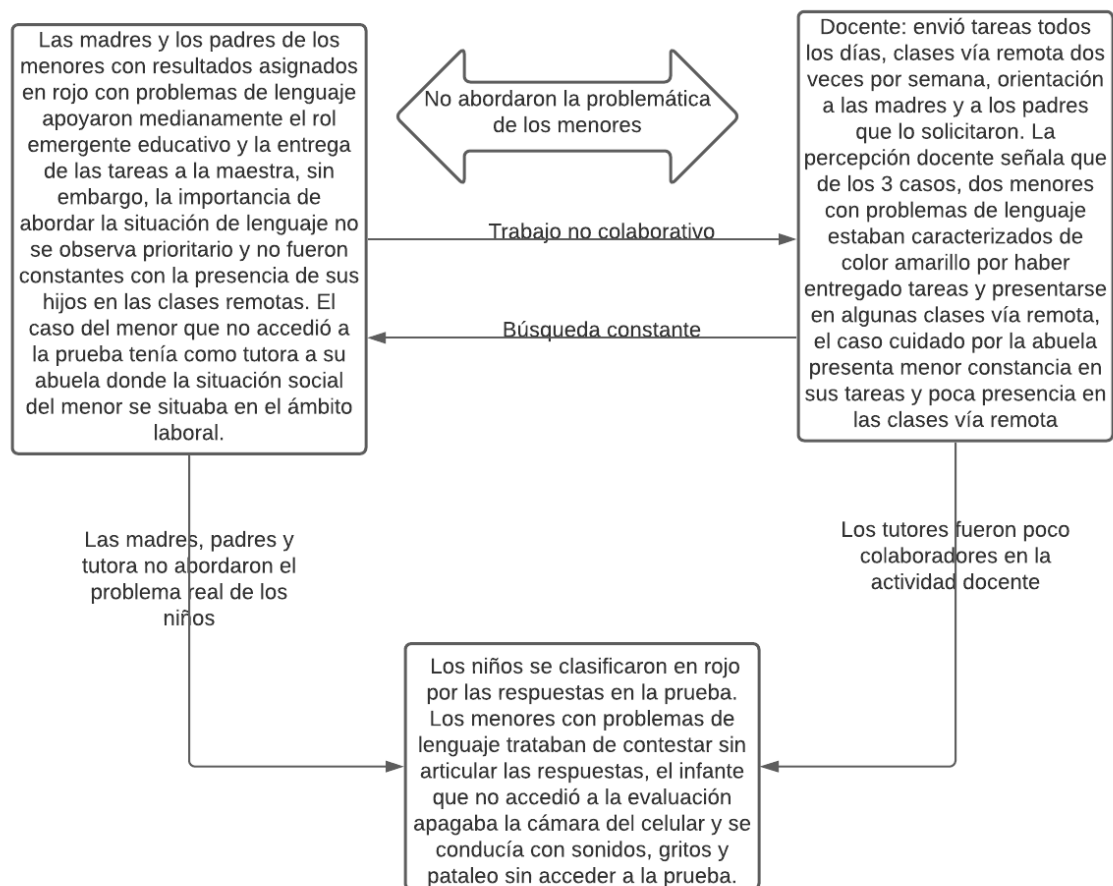 Las madres y los padres de los
menores con resultados asignados
en rojo con problemas de lenguaje
apoyaron medianamente el rol
emergente educativo y la entrega
de las tareas a la maestra, sin
embargo, la importancia de
abordar la situación de lenguaje no
se observa prioritario y no fueron
constantes con la presencia de sus
hijos en las clases remotas. El
caso del menor que no accedió a
la prueba tenía como tutora a su
abuela donde la situación social
del menor se situaba en el ámbito
laboral.
No abordaron la problemática
de los menores
Trabajo no colaborativo
Búsqueda constante
Docente: envió tareas todos
los días, clases vía remota dos
veces por semana, orientación
a las madres y a los padres
que lo solicitaron. La
percepción docente señala que
de los 3 casos, dos menores
con problemas de lenguaje
estaban caracterizados de
color amarillo por haber
entregado tareas y presentarse
en algunas clases vía remota,
el caso cuidado por la abuela
presenta menor constancia en
sus tareas y poca presencia en
las clases vía remota
Las madres, padres y
tutora no abordaron el
problema real de los
niños
Los tutores fueron poco
colaboradores en la
actividad docente
Los niños se clasificaron en rojo
por las respuestas en la prueba.
Los menores con problemas de
lenguaje trataban de contestar sin
articular las respuestas, el infante
que no accedió a la evaluación
apagaba la cámara del celular y se
conducía con sonidos, gritos y
pataleo sin acceder a la prueba.